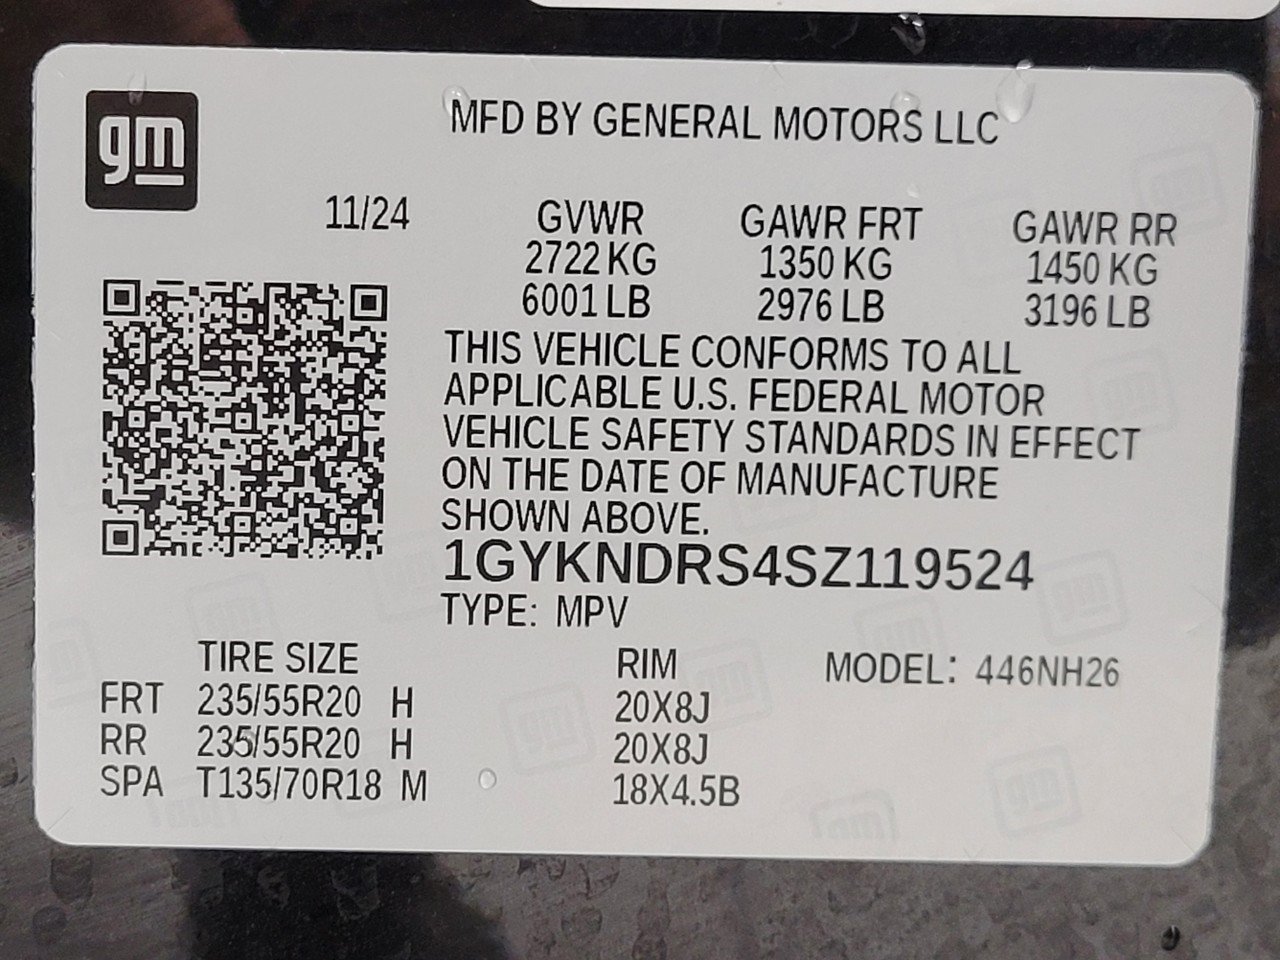 gm
MFD BY GENERAL MOTORS LLC
11/24 GVWR GAWR FRT GAWR RR
2722 KG 1350 KG 1450 KG
6001 LB 2976 LB 3196 LB
THIS VEHICLE CONFORMS TO ALL
APPLICABLE U.S. FEDERAL MOTOR
VEHICLE SAFETY STANDARDS IN EFFECT
ON THE DATE OF MANUFACTURE
SHOWN ABOVE.
1GYKNDRS4SZ119524
TYPE: MPV
TIRE SIZE RIM MODEL: 446NH26
FRT 235/55R20 H 20X8J
RR 235/55R20 H 20X8J
SPA T135/70R18 M 18X4.5B